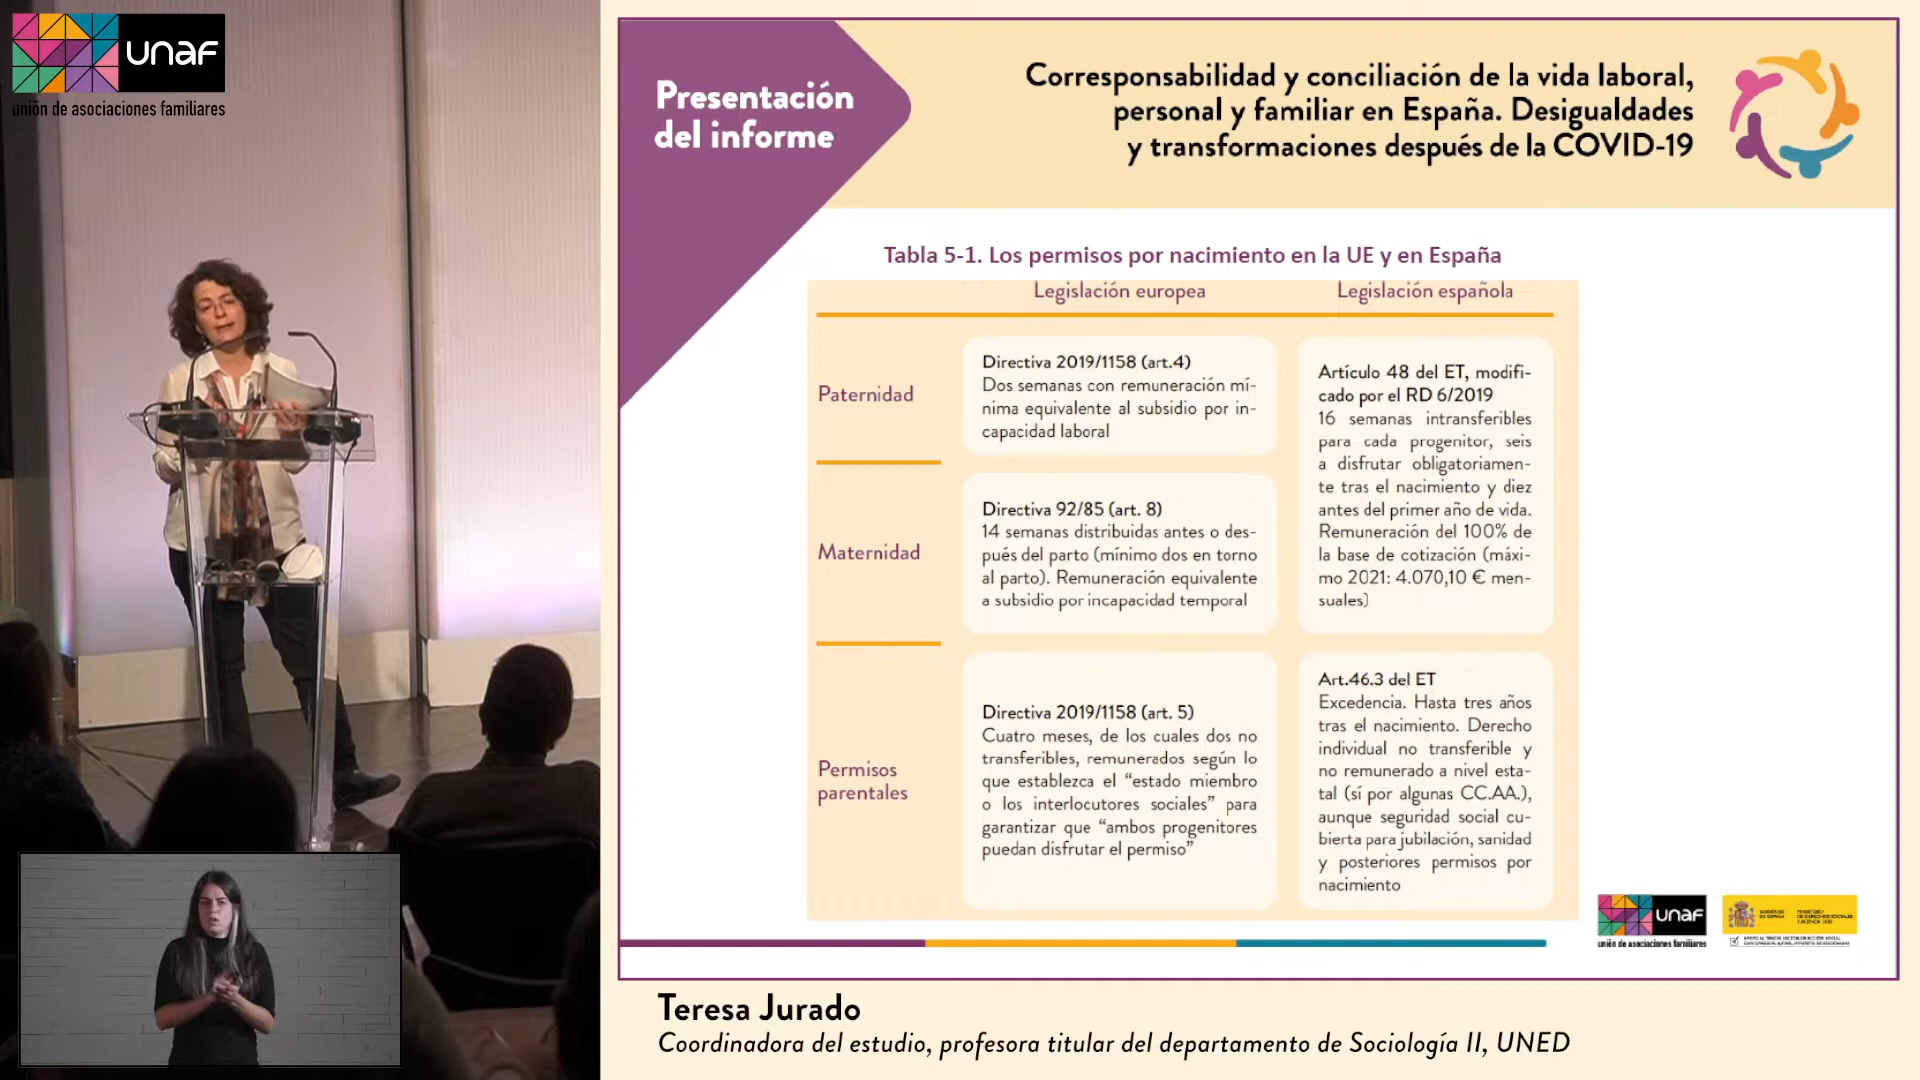 unaf
unión de asociaciones familiares
Presentación
del informe
Corresponsabilidad y conciliación de la vida laboral,
personal y familiar en España. Desigualdades
y transformaciones después de la COVID-19
Tabla 5-1. Los permisos por nacimiento en la UE y en España
Legislación europea
Legislación española
Paternidad
Directiva 2019/1158 (art.4)
Dos semanas con remuneración mí-
nima equivalente al subsidio por in-
capacidad laboral
Artículo 48 del ET, modifi-
cado por el RD 6/2019
16 semanas intransferibles
para cada progenitor, seis
a disfrutar obligatoriamen-
te tras el nacimiento y diez
antes del primer año de vida.
Remuneración del 100% de
la base de cotización (máxi-
mo 2021: 4.070,10 € men-
suales)
Maternidad
Directiva 92/85 (art. 8)
14 semanas distribuidas antes o des-
pués del parto (mínimo dos en torno
al parto). Remuneración equivalente
a subsidio por incapacidad temporal
Permisos
parentales
Directiva 2019/1158 (art. 5)
Cuatro meses, de los cuales dos no
transferibles, remunerados según lo
que establezca el “estado miembro
o los interlocutores sociales” para
garantizar que “ambos progenitores
puedan disfrutar el permiso”
Art.46.3 del ET
Excedencia. Hasta tres años
tras el nacimiento. Derecho
individual no transferible y
no remunerado a nivel esta-
tal (sí por algunas CC.AA.),
aunque seguridad social cu-
bierta para jubilación, sanidad
y posteriores permisos por
nacimiento
unaf
unión de asociaciones familiares
Teresa Jurado
Coordinadora del estudio, profesora titular del departamento de Sociología II, UNED